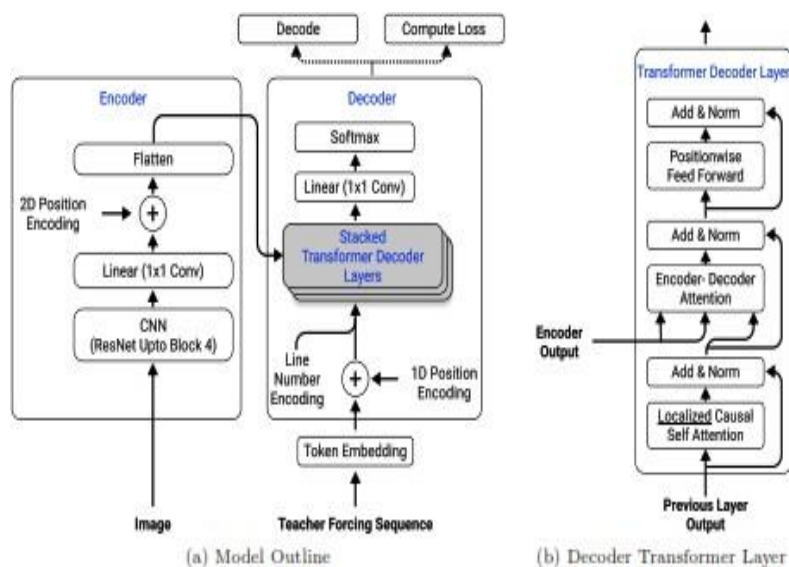 Decode
Compute Loss
Encoder
Flatten
2D Position
Encoding
+
Linear (1x1 Conv)
CNN
(ResNet Upto Block 4)
Image
Decoder
Softmax
Linear (1x1 Conv)
Stacked
Transformer Decoder
Layers
Line
Number
Encoding
+
1D Position
Encoding
Token Embedding
Teacher Forcing Sequence
(a) Model Outline
Transformer Decoder Layer
Add & Norm
Positionwise
Feed Forward
Add & Norm
Encoder- Decoder
Attention
Encoder
Output
Add & Norm
Localized Causal
Self Attention
Previous Layer
Output
(b) Decoder Transformer Layer